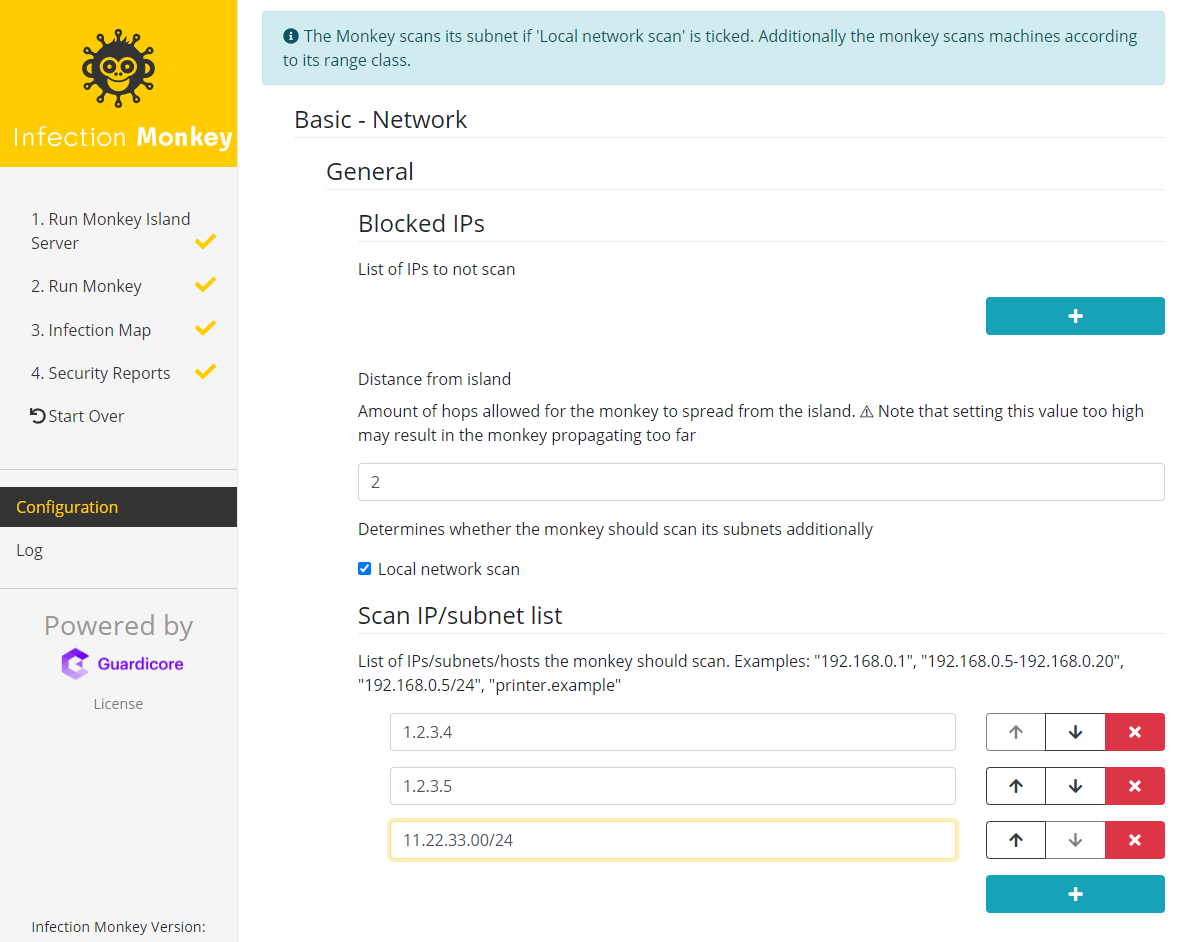 Infection Monkey
1. Run Monkey Island
Server
2. Run Monkey
3. Infection Map
4. Security Reports
Start Over
Configuration
Log
Powered by
Guardicore
License
Infection Monkey Version:
The Monkey scans its subnet if 'Local network scan' is ticked. Additionally the monkey scans machines according
to its range class.
Basic - Network
General
Blocked IPs
List of IPs to not scan
Distance from island
Amount of hops allowed for the monkey to spread from the island. ⚠ Note that setting this value too high
may result in the monkey propagating too far
2
Determines whether the monkey should scan its subnets additionally
Local network scan
Scan IP/subnet list
List of IPs/subnets/hosts the monkey should scan. Examples: "192.168.0.1", "192.168.0.5-192.168.0.20",
"192.168.0.5/24", "printer.example"
1.2.3.4
1.2.3.5
11.22.33.00/24